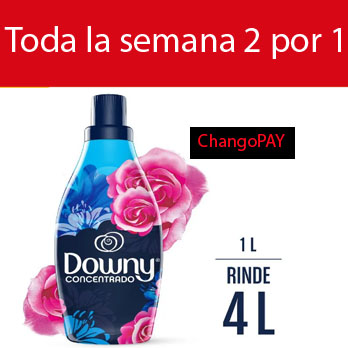 Toda la semana 2 por 1
ChangoPAY
Downy
CONCENTRADO
1 L
RINDE
4 L